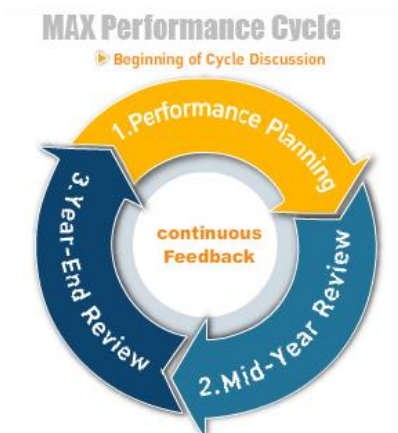 MAX Performance Cycle
Beginning of Cycle Discussion
1.Performance Planning
2.Mid-Year Review
3.Year-End Review
continuous
Feedback